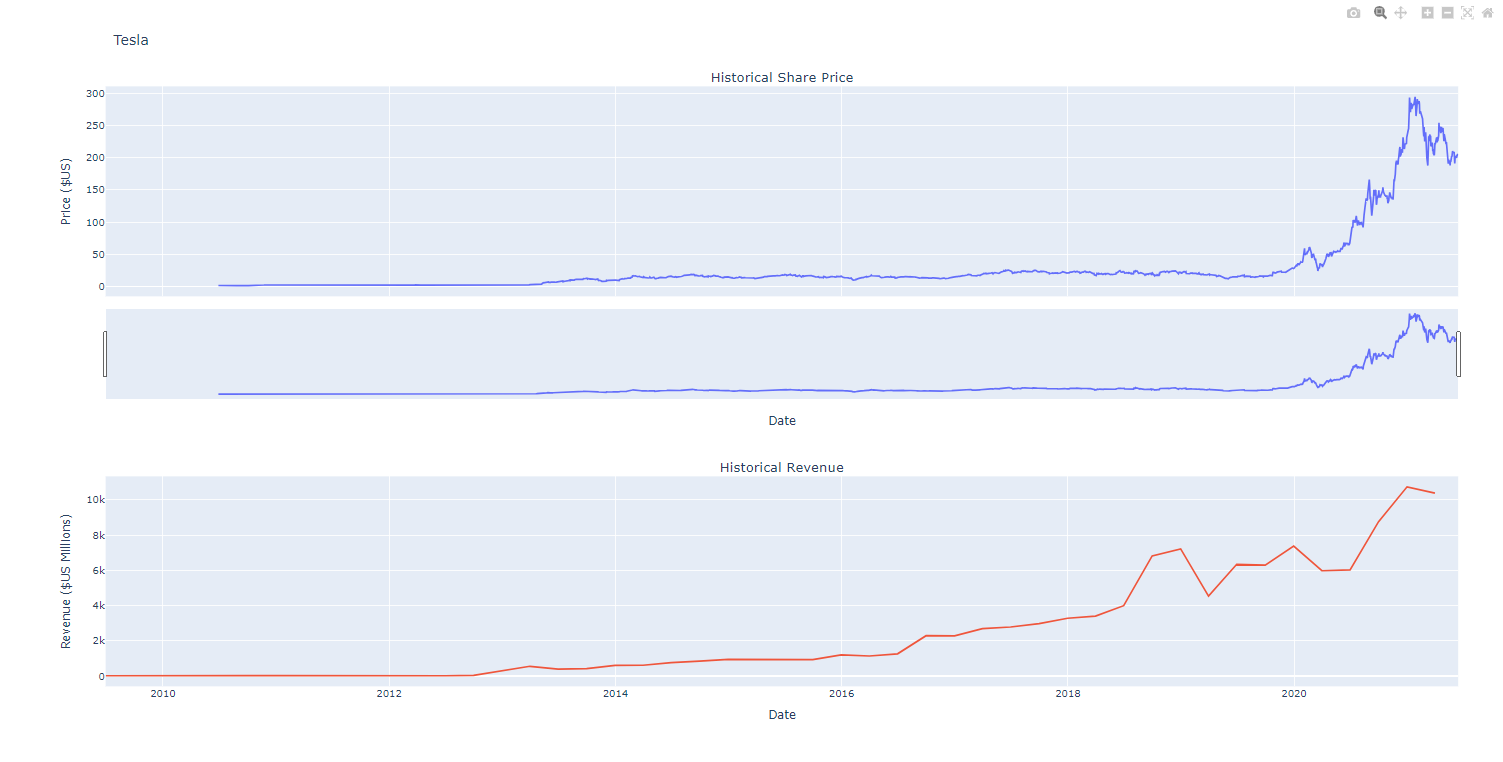 Tesla
Historical Share Price
Price ($US)
300
250
200
150
100
50
0
Date
Historical Revenue
Revenue ($US Millions)
10k
8k
6k
4k
2k
0
2010 2012 2014 2016 2018 2020
Date